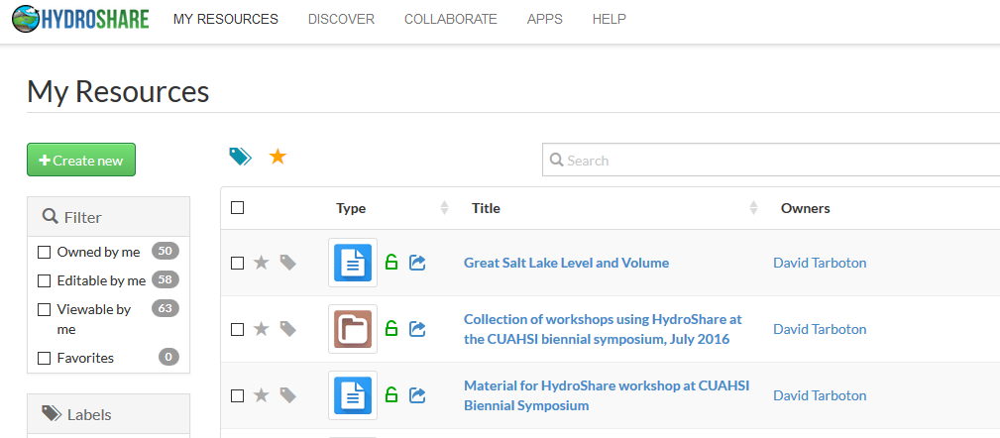 HYDROSHARE MY RESOURCES DISCOVER COLLABORATE APPS HELP
My Resources
Create new
Search
Filter
Owned by me 50
Editable by me 58
Viewable by 63
me
Favorites 0
Labels
Type Title Owners
Great Salt Lake Level and Volume David Tarboton
Collection of workshops using HydroShare at
the CUAHSI biennial symposium, July 2016
David Tarboton
Material for HydroShare workshop at CUAHSI
Biennial Symposium
David Tarboton